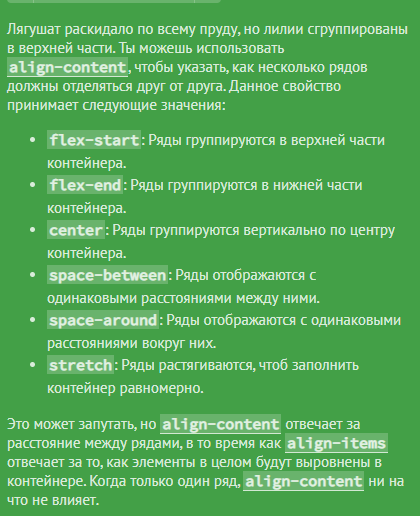 Лягушат раскидало по всему пруду, но лилии сгруппированы
в верхней части. Ты можешь использовать
align-content, чтобы указать, как несколько рядов
должны отделяться друг от друга. Данное свойство
принимает следующие значения:
• flex-start: Ряды группируются в верхней части
контейнера.
• flex-end: Ряды группируются в нижней части
контейнера.
• center: Ряды группируются вертикально по центру
контейнера.
• space-between: Ряды отображаются с
одинаковыми расстояниями между ними.
• space-around: Ряды отображаются с одинаковыми
расстояниями вокруг них.
• stretch: Ряды растягиваются, чтоб заполнить
контейнер равномерно.
Это может запутать, но align-content отвечает за
расстояние между рядами, в то время как align-items
отвечает за то, как элементы в целом будут выровнены в
контейнере. Когда только один ряд, align-content ни на
что не влияет.